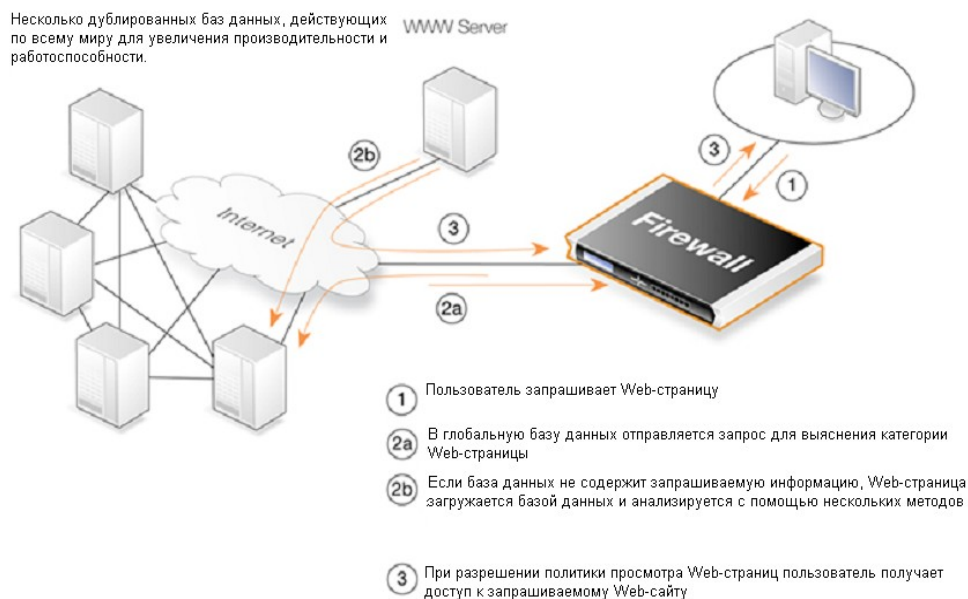 Несколько дублированных баз данных, действующих
по всему миру для увеличения производительности и
работоспособности.
WWW Server
2b
3
1
Internet
3
Firewall
2a
1 Пользователь запрашивает Web-страницу
2a В глобальную базу данных отправляется запрос для выяснения категории
Web-страницы
2b Если база данных не содержит запрашиваемую информацию, Web-страница
загружается базой данных и анализируется с помощью нескольких методов
3 При разрешении политики просмотра Web-страниц пользователь получает
доступ к запрашиваемому Web-сайту